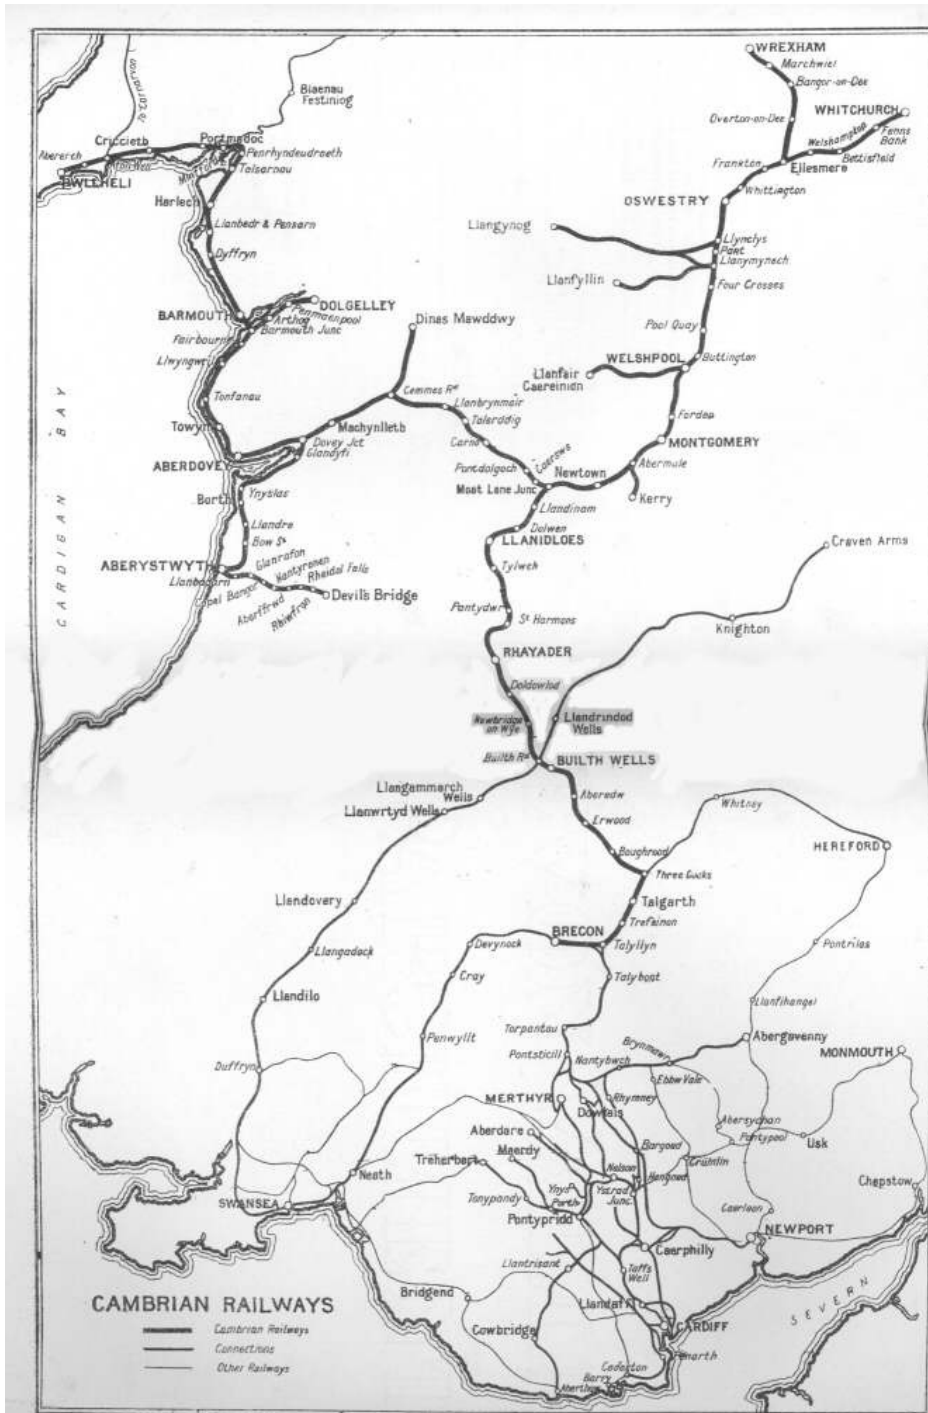 WREXHAM
Marchwiel
Bangor-on-Dee
to Carnarvon
Blaenau
Festiniog
WHITCHURCH
Overton-on-Dee
Welshampton
Fenns
Bank
Criccieth
Portmadoc
Abererch
Penrhyndeudraeth
Bettisfield
Frankton
Ellesmere
PWLLHELI
Talsarnau
Whittington
Harlech
OSWESTRY
Llangynog
Llanbedr & Pensarn
Llynclys
Pant
Llanymynech
Dyffryn
Llanfyllin
Four Crosses
DOLGELLEY
Penmaenpool
BARMOUTH
Arthog
Barmouth Junc
Dinas Mawddwy
Pool Quay
Fairbourne
WELSHPOOL
Buttington
Llwyngwril
Llanfair
Caereinion
Cemmes Rd
Llanbrynmair
Tonfanau
Talerddig
Forden
Towyn
Machynlleth
Carno
MONTGOMERY
Dovey Jct
Glandyfi
Caersws
ABERDOVEY
Pontdolgoch
Newtown
Abermule
Moat Lane Junc
Kerry
Borth
Ynyslas
Llandinam
Llandre
Dolwen
Bow St
LLANIDLOES
Craven Arms
ABERYSTWYTH
Glanrafon
Nantyronen
Rheidol Falls
Llanbadarn
Capel Bangor
Aberffrwd
Rhiwfron
Devil's Bridge
Tylwch
CARDIGAN BAY
Pantydwr
St Harmons
Knighton
RHAYADER
Doldowlod
Newbridge
on Wye
Llandrindod
Wells
Builth Rd
BUILTH WELLS
Llangammarch
Wells
Aberedw
Whitney
Llanwrtyd Wells
Erwood
HEREFORD
Boughrood
Three Cocks
Llandovery
Talgarth
Trefeinon
BRECON
Devynock
Talyllyn
Pontrilas
Llangadock
Cray
Talybont
Llandilo
Llanfihangel
Torpantau
Penwyllt
Abergavenny
Brynmawr
MONMOUTH
Pontsticill
Nantybwch
Duffryn
Ebbw Vale
MERTHYR
Rhymney
Dowlais
Abersychan
Aberdare
Pontypool
Usk
Maerdy
Bargoed
Treherbert
Crumlin
Nelson
Neath
Hengoed
Ynys
Ystrad
Chepstow
Porth
Junc.
SWANSEA
Tonypandy
Caerleon
Pontypridd
NEWPORT
Caerphilly
Llantrisant
Taffs
Well
Bridgend
Llandaff
SEVERN
CAMBRIAN RAILWAYS
Cambrian Railways
Connections
Other Railways
Cowbridge
CARDIFF
Penarth
Cadoxton
Barry
Aberthaw